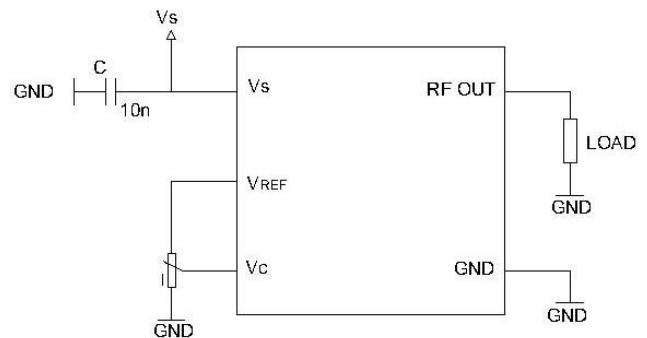 Vs
C
GND
10n
Vs
RF OUT
LOAD
GND
VREF
Vc
GND
GND
GND